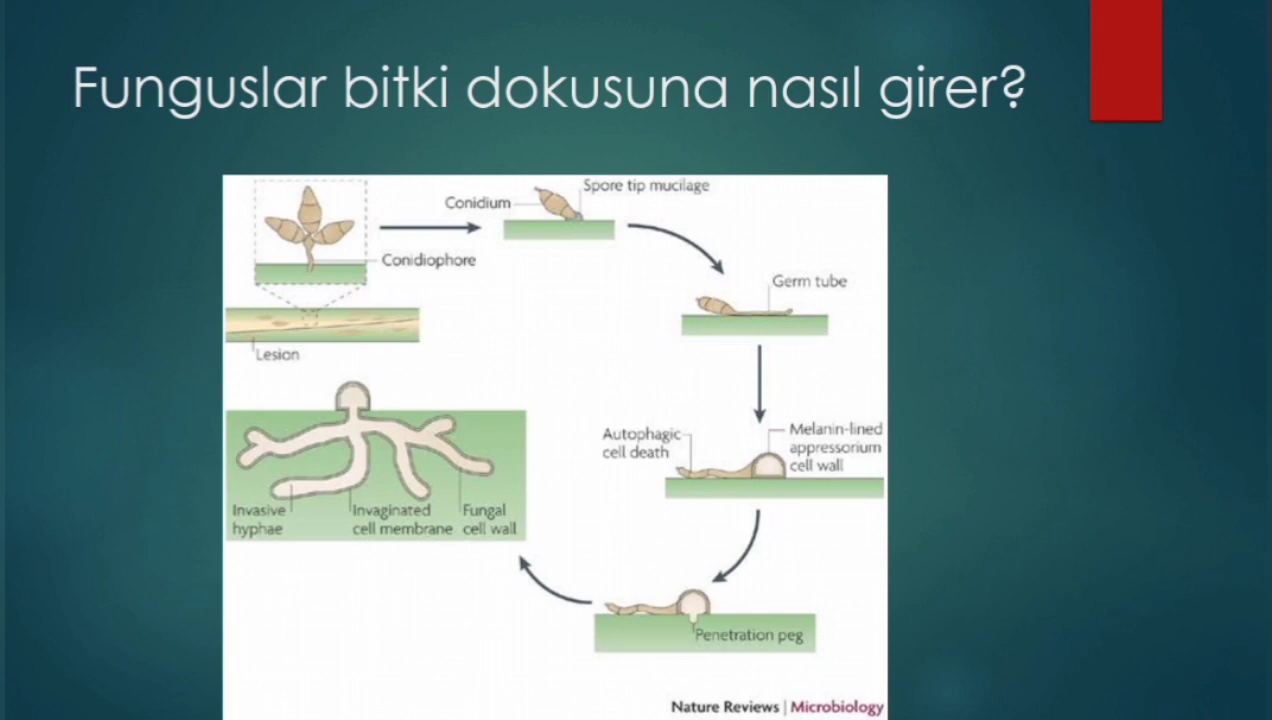 Funguslar bitki dokusuna nasıl girer?
Spore tip mucilage
Conidium
Conidiophore
Germ tube
Lesion
Autophagic
cell death
Melanin-lined
appressorium
cell wall
Invasive
hyphae
Invaginated
cell membrane
Fungal
cell wall
Penetration peg
Nature Reviews | Microbiology